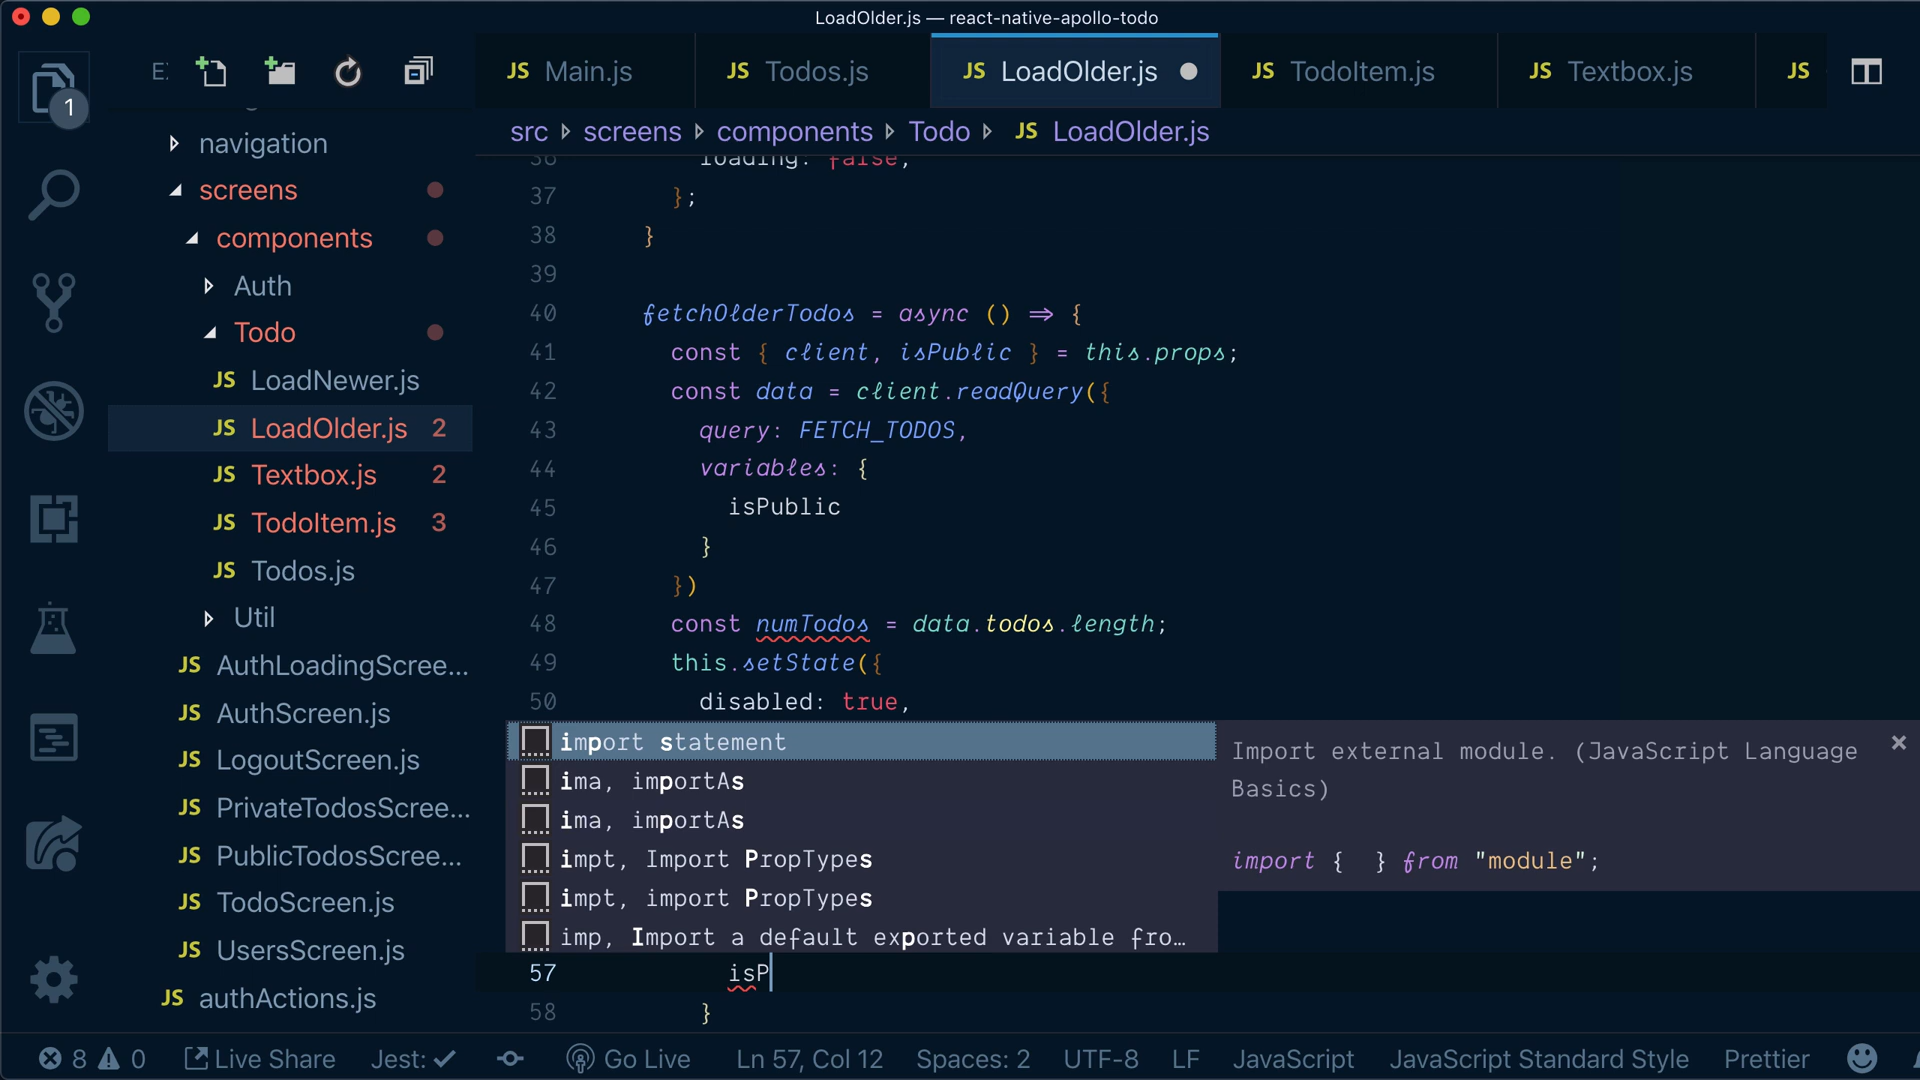 LoadOlder.js — react-native-apollo-todo
E:
JS Main.js
JS Todos.js
JS LoadOlder.js
JS TodoItem.js
JS Textbox.js
JS
1
src screens components Todo JS LoadOlder.js
navigation
screens
components
Auth
Todo
JS LoadNewer.js
JS LoadOlder.js 2
JS Textbox.js 2
JS TodoItem.js 3
JS Todos.js
Util
JS AuthLoadingScree...
JS AuthScreen.js
JS LogoutScreen.js
JS PrivateTodosScree...
JS PublicTodosScree...
JS TodoScreen.js
JS UsersScreen.js
JS authActions.js
36 loading: false,
37 };
38 }
39
40 fetchOlderTodos = async () => {
41 const { client, isPublic } = this.props;
42 const data = client.readQuery({
43 query: FETCH_TODOS,
44 variables: {
45 isPublic
46 }
47 })
48 const numTodos = data.todos.length;
49 this.setState({
50 disabled: true,
import statement
ima, importAs
ima, importAs
impt, Import PropTypes
impt, import PropTypes
imp, Import a default exported variable fro…
Import external module. (JavaScript Language
Basics)
import {  } from "module";
57 isP
58 }
8 0 Live Share Jest: Go Live Ln 57, Col 12 Spaces: 2 UTF-8 LF JavaScript JavaScript Standard Style Prettier